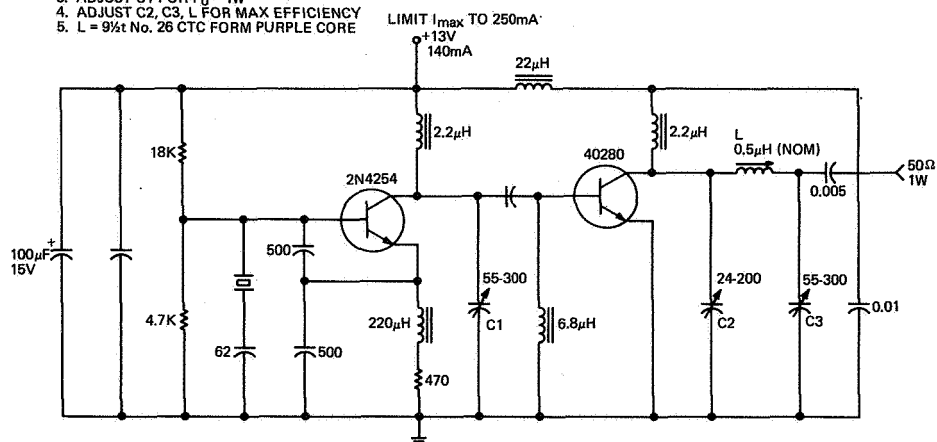 4. ADJUST C2, C3, L FOR MAX EFFICIENCY
5. L = 9½t No. 26 CTC FORM PURPLE CORE
LIMIT Imax TO 250mA
+13V
140mA
22µH
2.2µH
2.2µH
18K
2N4254
40280
L
0.5µH (NOM)
0.005
50Ω
1W
100µF
+
15V
500
4.7K
62
500
220µH
470
55-300
C1
6.8µH
24-200
C2
55-300
C3
0.01